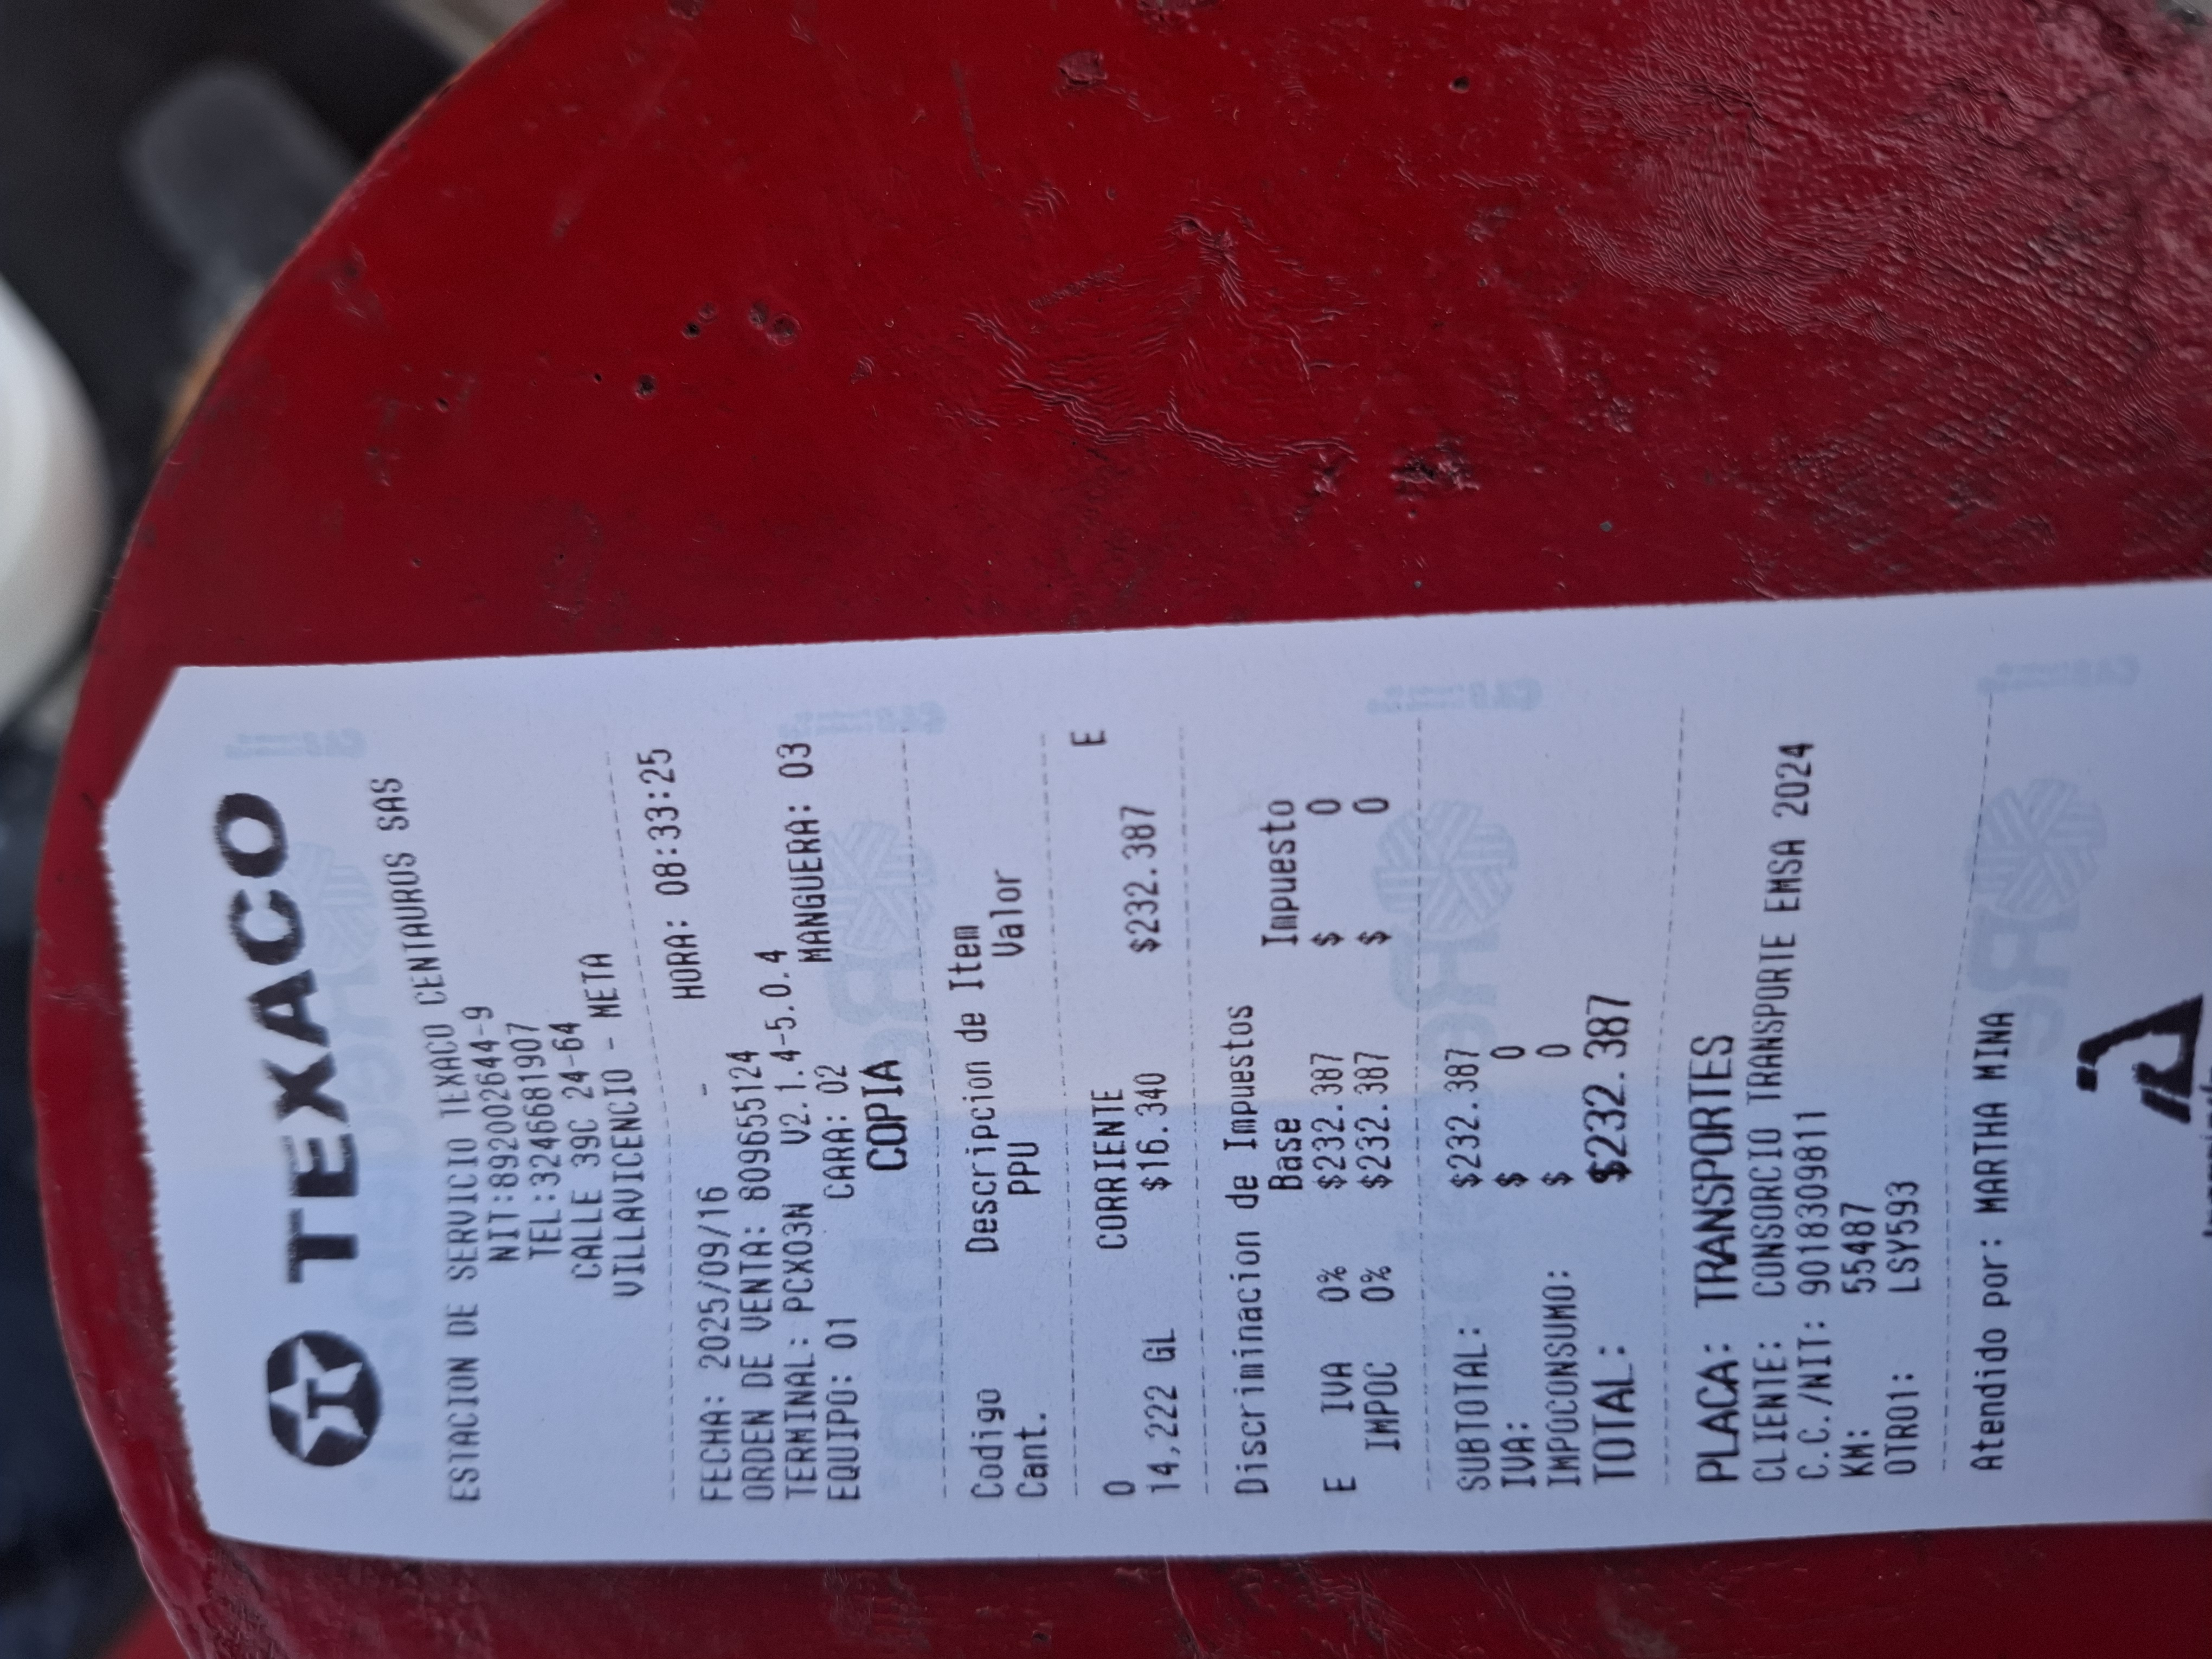 TEXACO
ESTACION DE SERVICIO TEXACO CENTAUROS SAS
NIT:892002644-9
TEL:3246681907
CALLE 39C 24-64
VILLAVICENCIO - META
FECHA: 2025/09/16 - HORA: 08:33:25
ORDEN DE VENTA: 809655124
TERMINAL: PCX03N V2.1.4-5.0.4
EQUIPO: 01 CARA: 02 MANGUERA: 03
COPIA
Codigo Descripcion de Item
Cant. PPU Valor
0 CORRIENTE E
14,222 GL $16.340 $232.387
Discriminacion de Impuestos
Base Impuesto
E IVA 0% $232.387 $ 0
IMPOC 0% $232.387 $ 0
SUBTOTAL: $232.387
IVA: $ 0
IMPOCONSUMO: $ 0
TOTAL: $232.387
PLACA: TRANSPORTES
CLIENTE: CONSORCIO TRANSPORTE EMSA 2024
C.C./NIT: 9018309811
KM: 55487
OTRO1: LSY593
Atendido por: MARTHA MINA